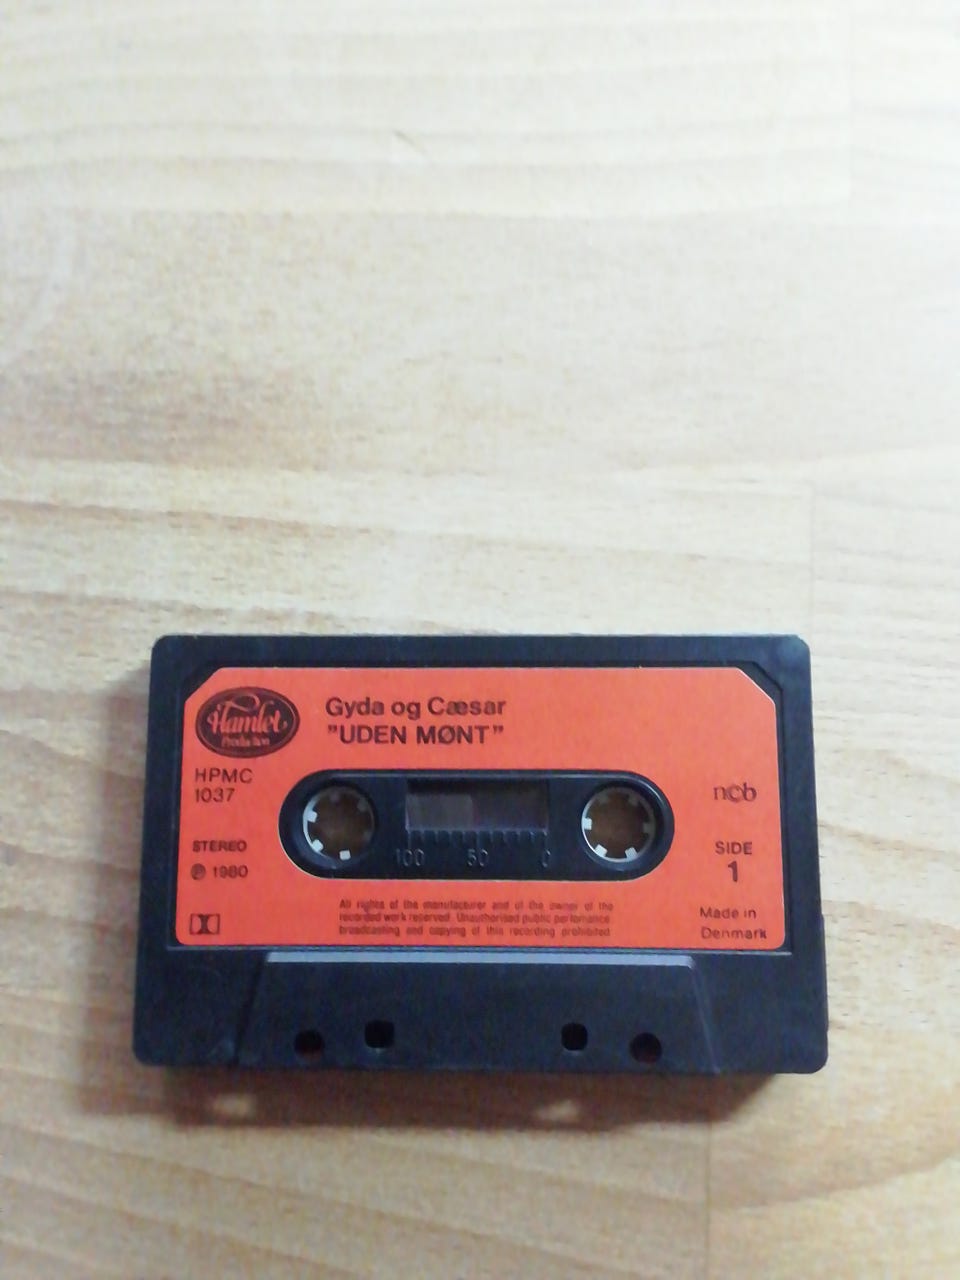 Hamlet
Production
Gyda og Cæsar
"UDEN MØNT"
HPMC
1037
ncb
STEREO
℗ 1980
SIDE
1
All rights of the manufacturer and of the owner of the
recorded work reserved. Unauthorised public perfomance
broadcasting and copying of this recording prohibited
Made in
Denmark
100 50 0